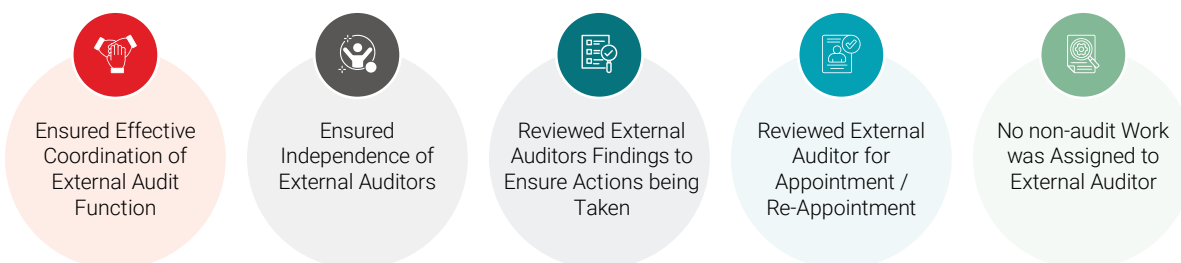 Ensured Effective
Coordination of
External Audit
Function
Ensured
Independence of
External Auditors
Reviewed External
Auditors Findings to
Ensure Actions being
Taken
Reviewed External
Auditor for
Appointment /
Re-Appointment
No non-audit Work
was Assigned to
External Auditor